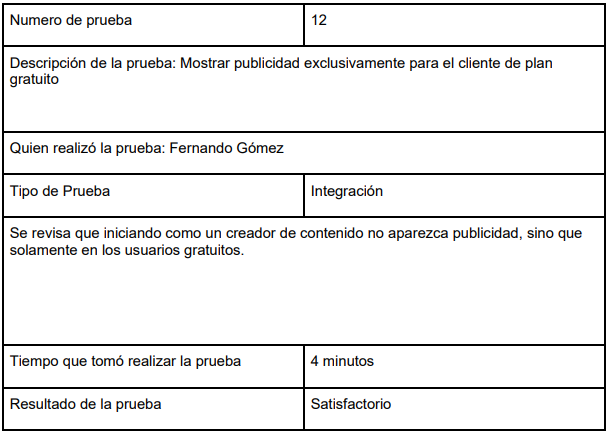 Numero de prueba 12
Descripción de la prueba: Mostrar publicidad exclusivamente para el cliente de plan
gratuito
Quien realizó la prueba: Fernando Gómez
Tipo de Prueba Integración
Se revisa que iniciando como un creador de contenido no aparezca publicidad, sino que
solamente en los usuarios gratuitos.
Tiempo que tomó realizar la prueba 4 minutos
Resultado de la prueba Satisfactorio